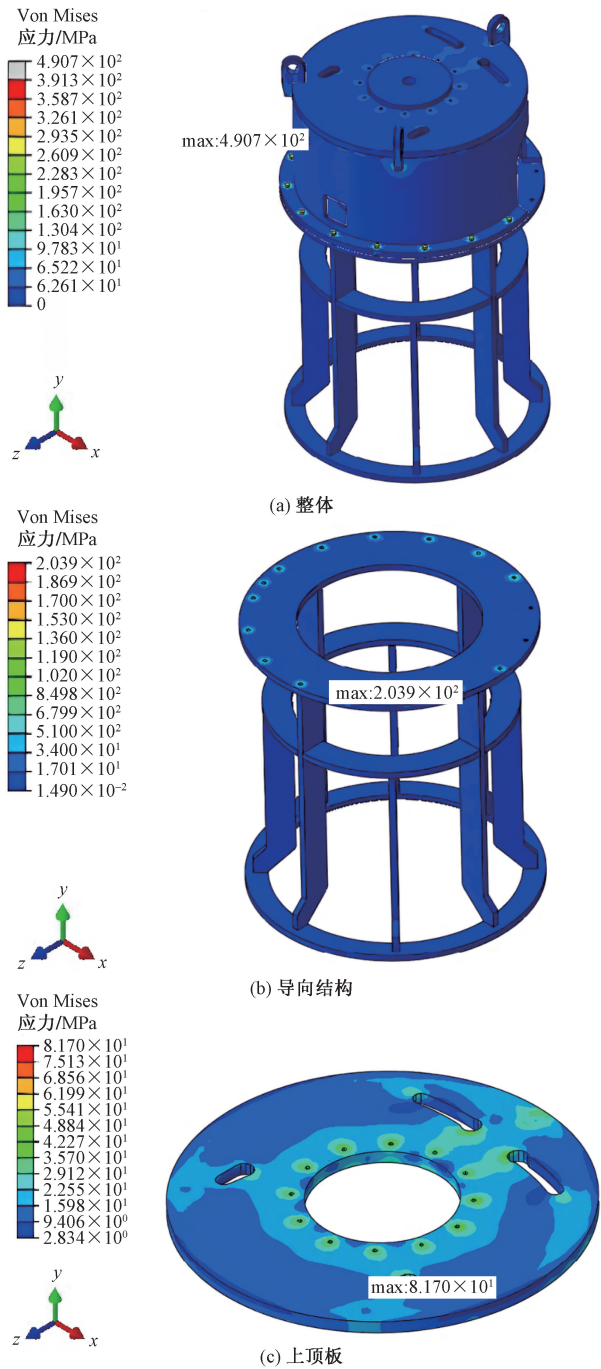 Von Mises
应力/MPa
4.907×10²
3.913×10²
3.587×10²
3.261×10²
2.935×10²
2.609×10²
2.283×10²
1.957×10²
1.630×10²
1.304×10²
9.783×10¹
6.522×10¹
6.261×10¹
0
max:4.907×10²
y
z
x
(a) 整体
Von Mises
应力/MPa
2.039×10²
1.869×10²
1.700×10²
1.530×10²
1.360×10²
1.190×10²
1.020×10²
8.498×10²
6.799×10²
5.100×10²
3.400×10¹
1.701×10¹
1.490×10⁻²
max:2.039×10²
y
z
x
(b) 导向结构
Von Mises
应力/MPa
8.170×10¹
7.513×10¹
6.856×10¹
6.199×10¹
5.541×10¹
4.884×10¹
4.227×10¹
3.570×10¹
2.912×10¹
2.255×10¹
1.598×10¹
9.406×10⁰
2.834×10⁰
max:8.170×10¹
y
z
x
(c) 上顶板